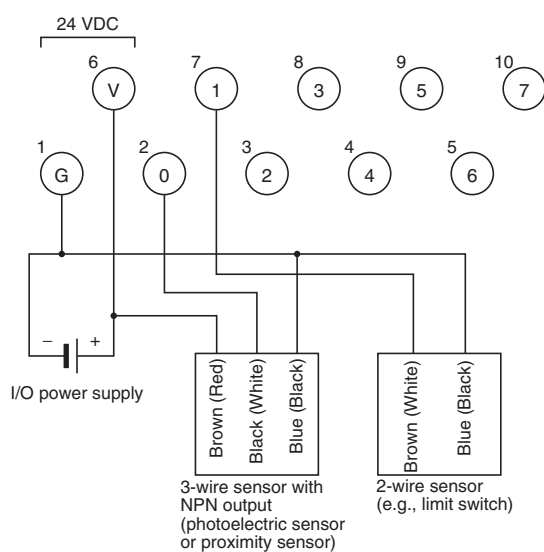 24 VDC
6 7 8 9 10
V 1 3 5 7
1 2 3 4 5
G 0 2 4 6
− +
I/O power supply
Brown (Red)
Black (White)
Blue (Black)
Brown (White)
Blue (Black)
3-wire sensor with
NPN output
(photoelectric sensor
or proximity sensor)
2-wire sensor
(e.g., limit switch)